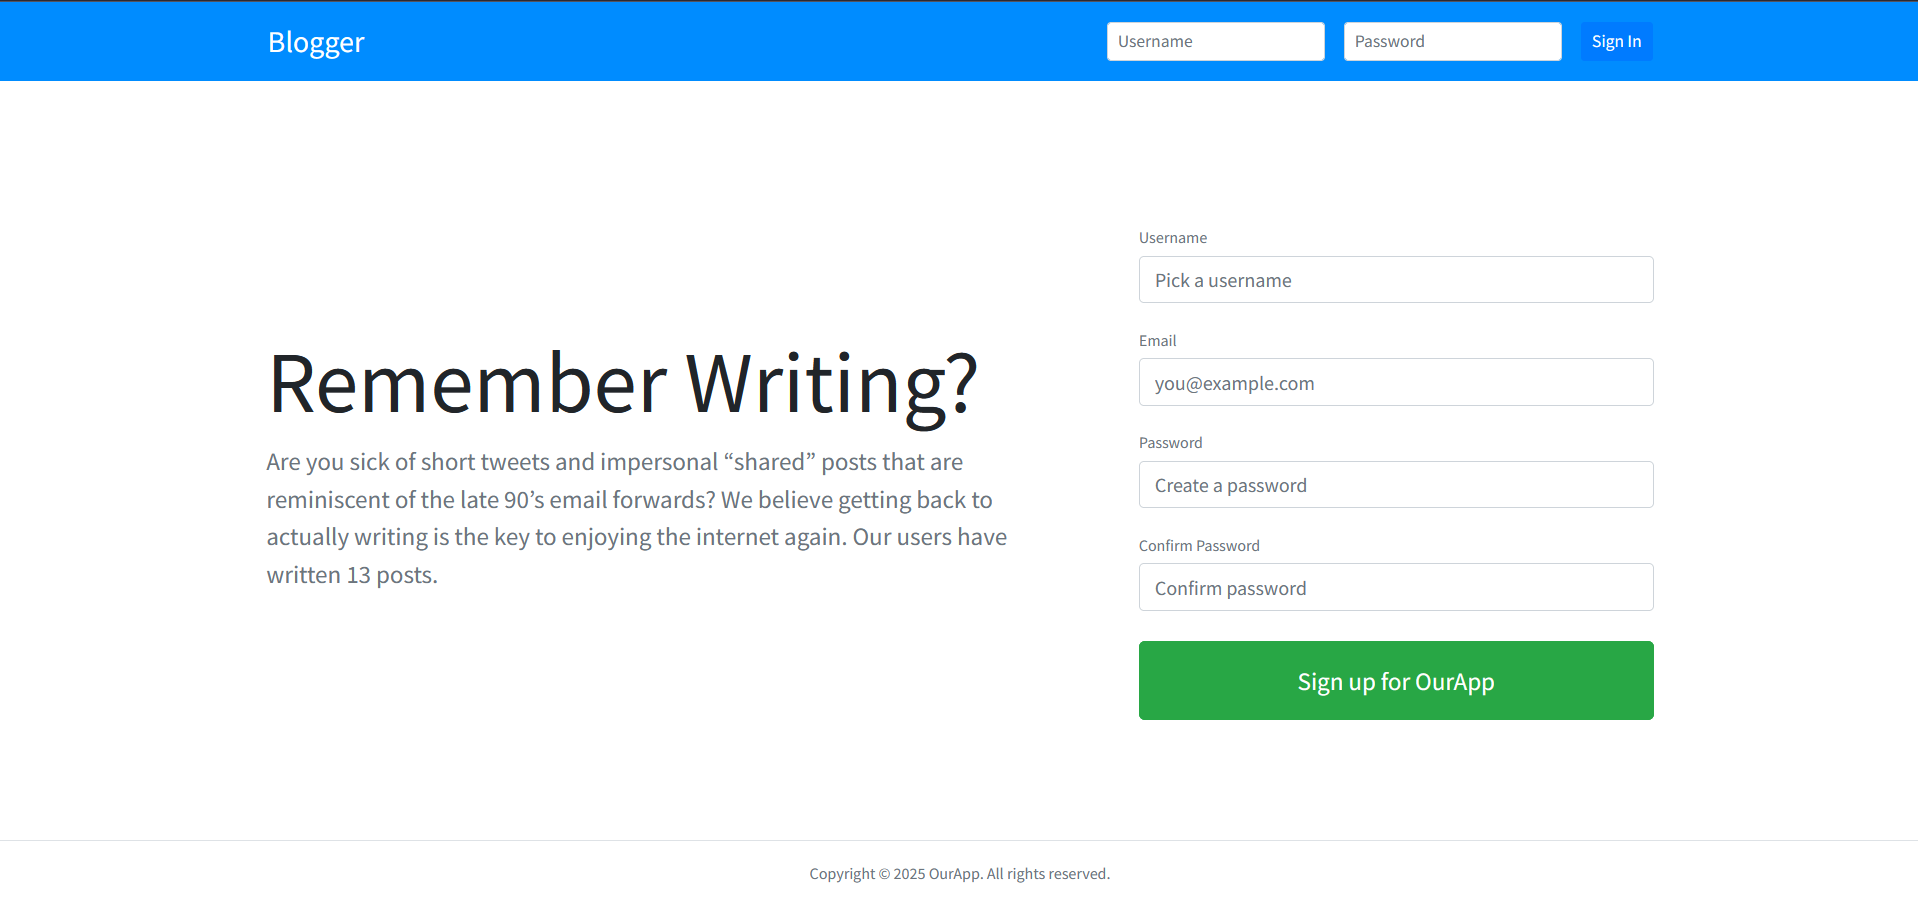 Blogger
Username
Password
Sign In
Remember Writing?
Are you sick of short tweets and impersonal “shared” posts that are
reminiscent of the late 90’s email forwards? We believe getting back to
actually writing is the key to enjoying the internet again. Our users have
written 13 posts.
Username
Pick a username
Email
you@example.com
Password
Create a password
Confirm Password
Confirm password
Sign up for OurApp
Copyright © 2025 OurApp. All rights reserved.